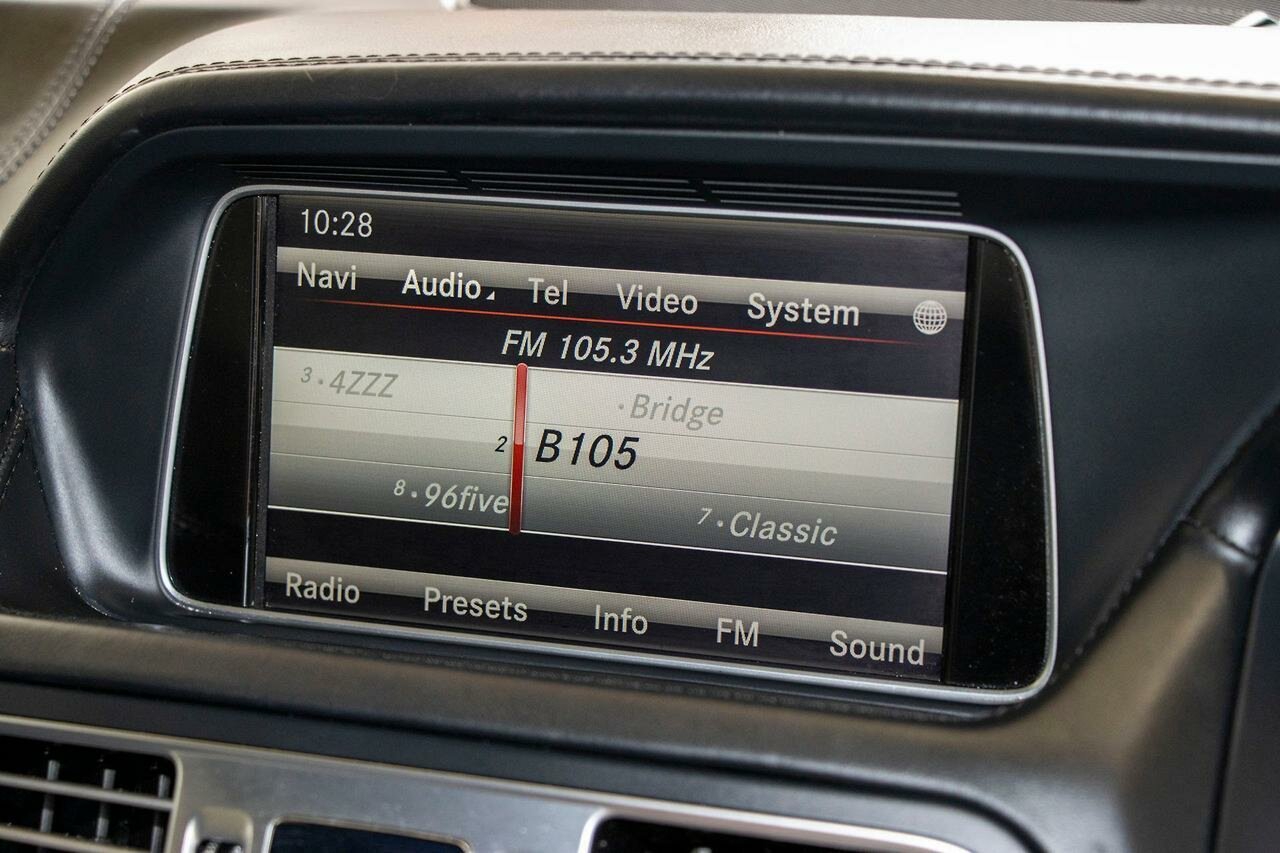 10:28
Navi Audio Tel Video System
FM 105.3 MHz
3·4ZZZ ·Bridge
2 B105
8·96five 7·Classic
Radio Presets Info FM Sound